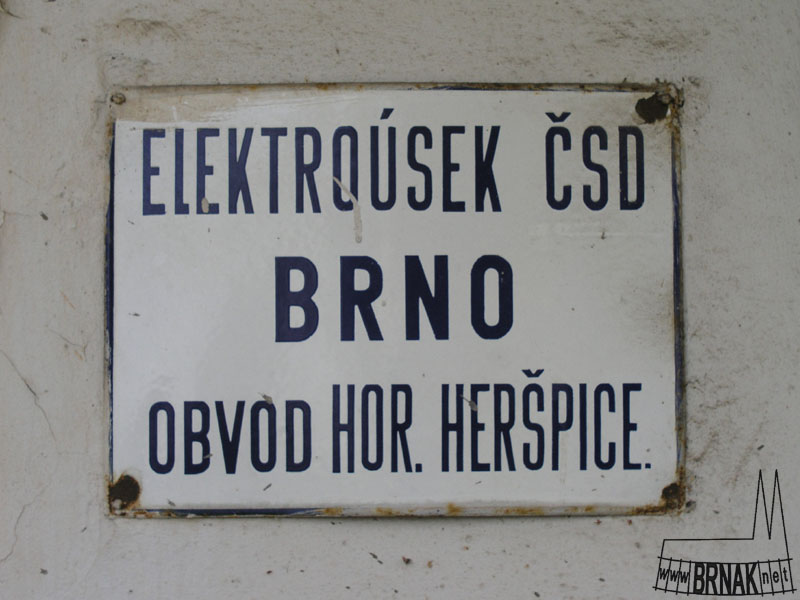 ELEKTROÚSEK ČSD
BRNO
OBVOD HOR. HERŠPICE.
www BRNAK net